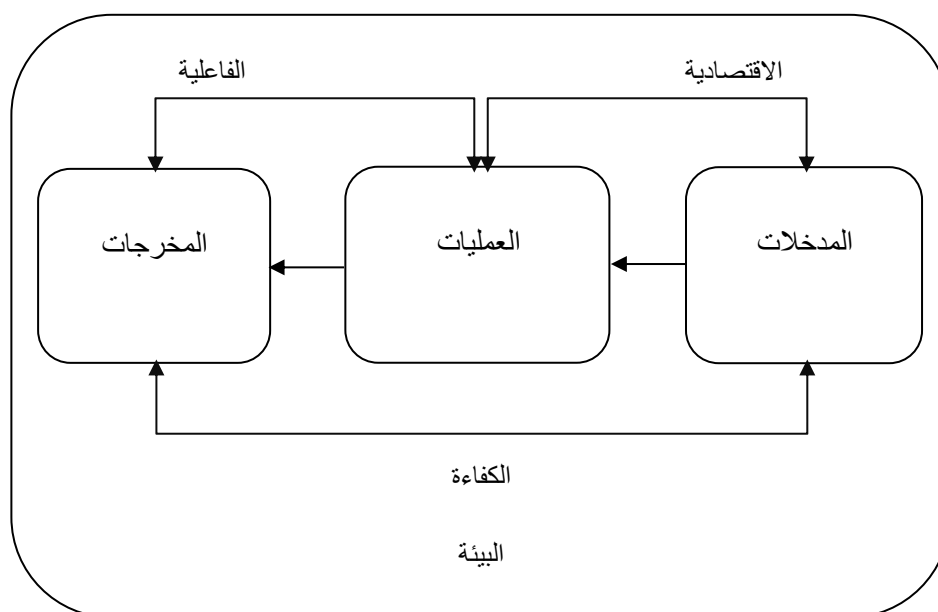 الاقتصادية
الفاعلية
المدخلات
العمليات
المخرجات
الكفاءة
البيئة